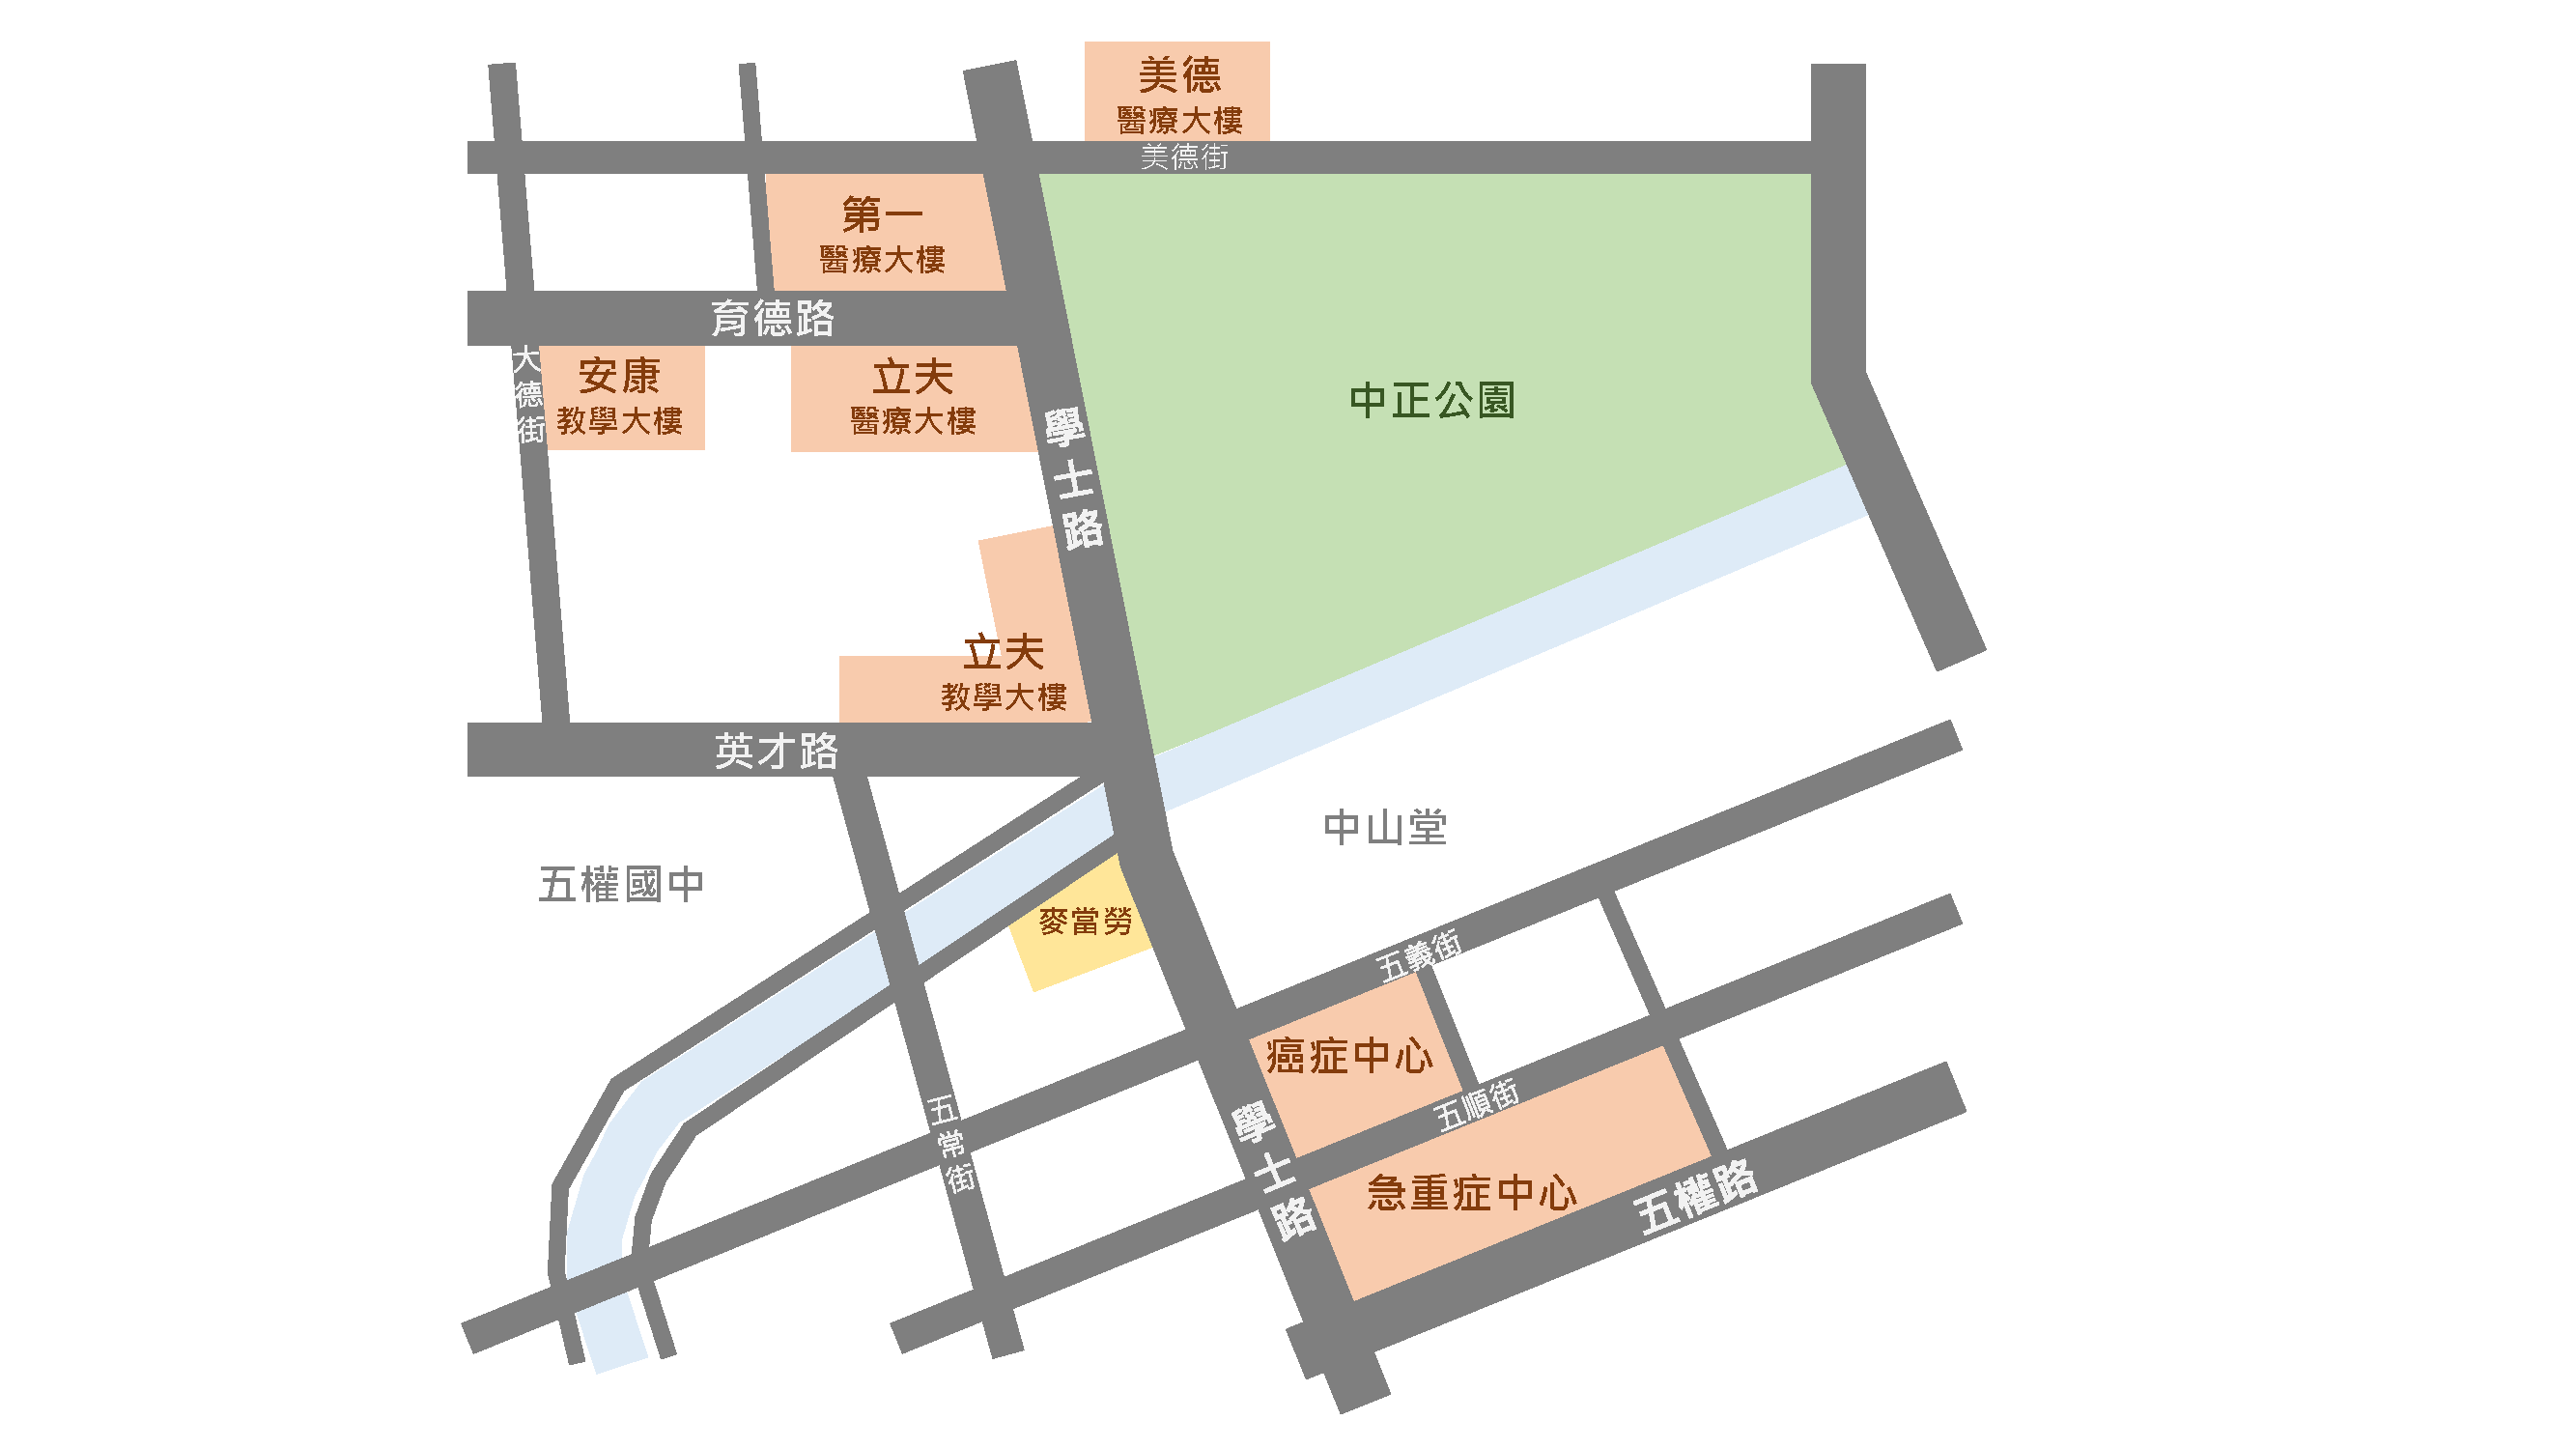 美德
醫療大樓
美德街
第一
醫療大樓
育德路
大德街
安康
教學大樓
立夫
醫療大樓
學士路
中正公園
立夫
教學大樓
英才路
中山堂
五權國中
麥當勞
五義街
癌症中心
五順街
五常街
學士路
急重症中心
五權路